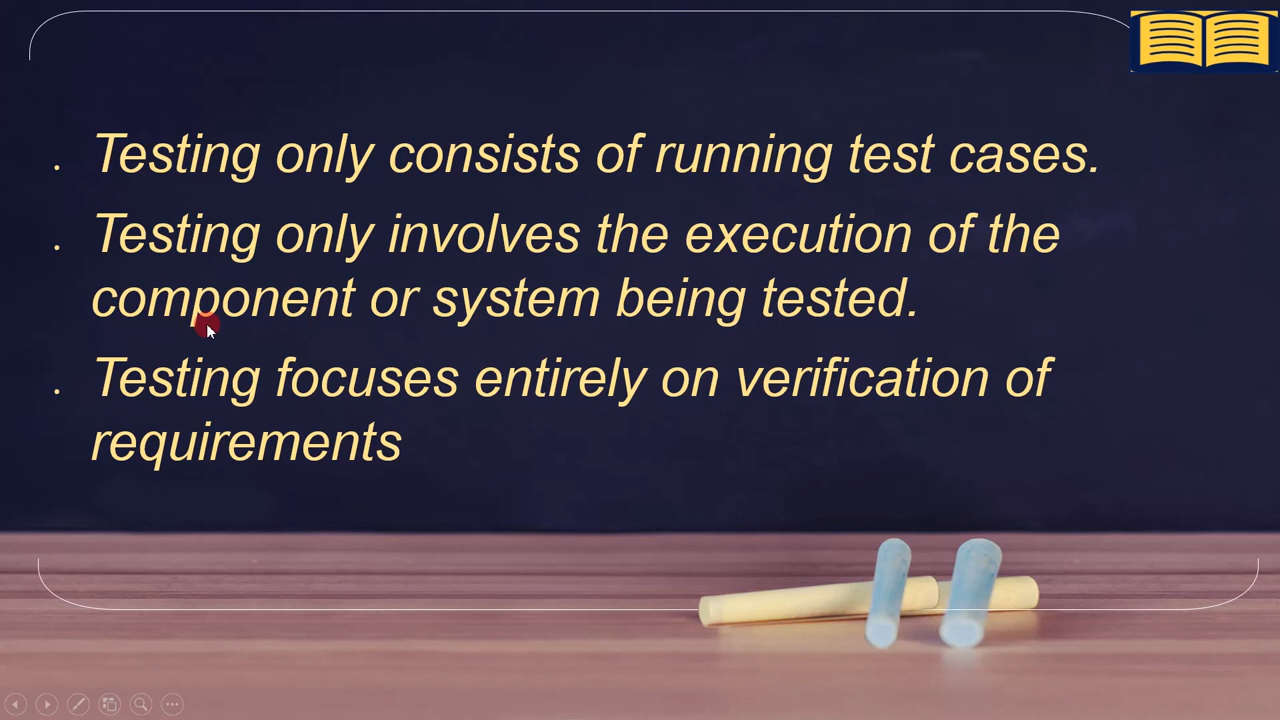 . Testing only consists of running test cases.
. Testing only involves the execution of the
component or system being tested.
. Testing focuses entirely on verification of
requirements